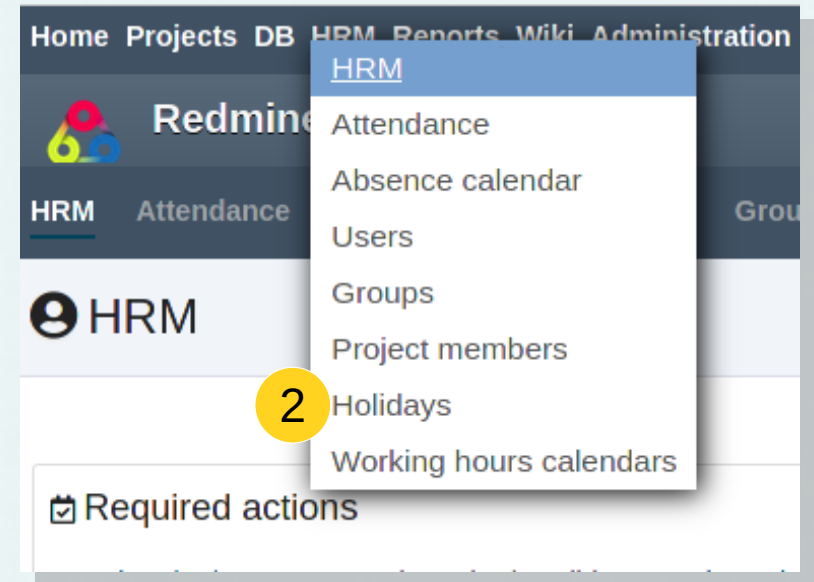 Home Projects DB HRM Reports Wiki Administration
HRM
Redmine
Attendance
Absence calendar
HRM Attendance
Users
Groups
HRM
Project members
2 Holidays
Working hours calendars
Required actions